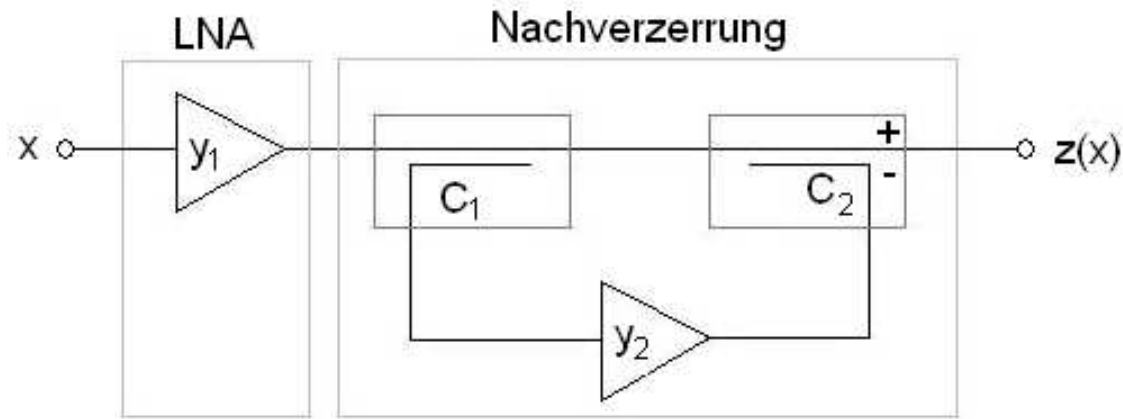 LNA
Nachverzerrung
x
y₁
C₁
C₂
+
-
z(x)
y₂